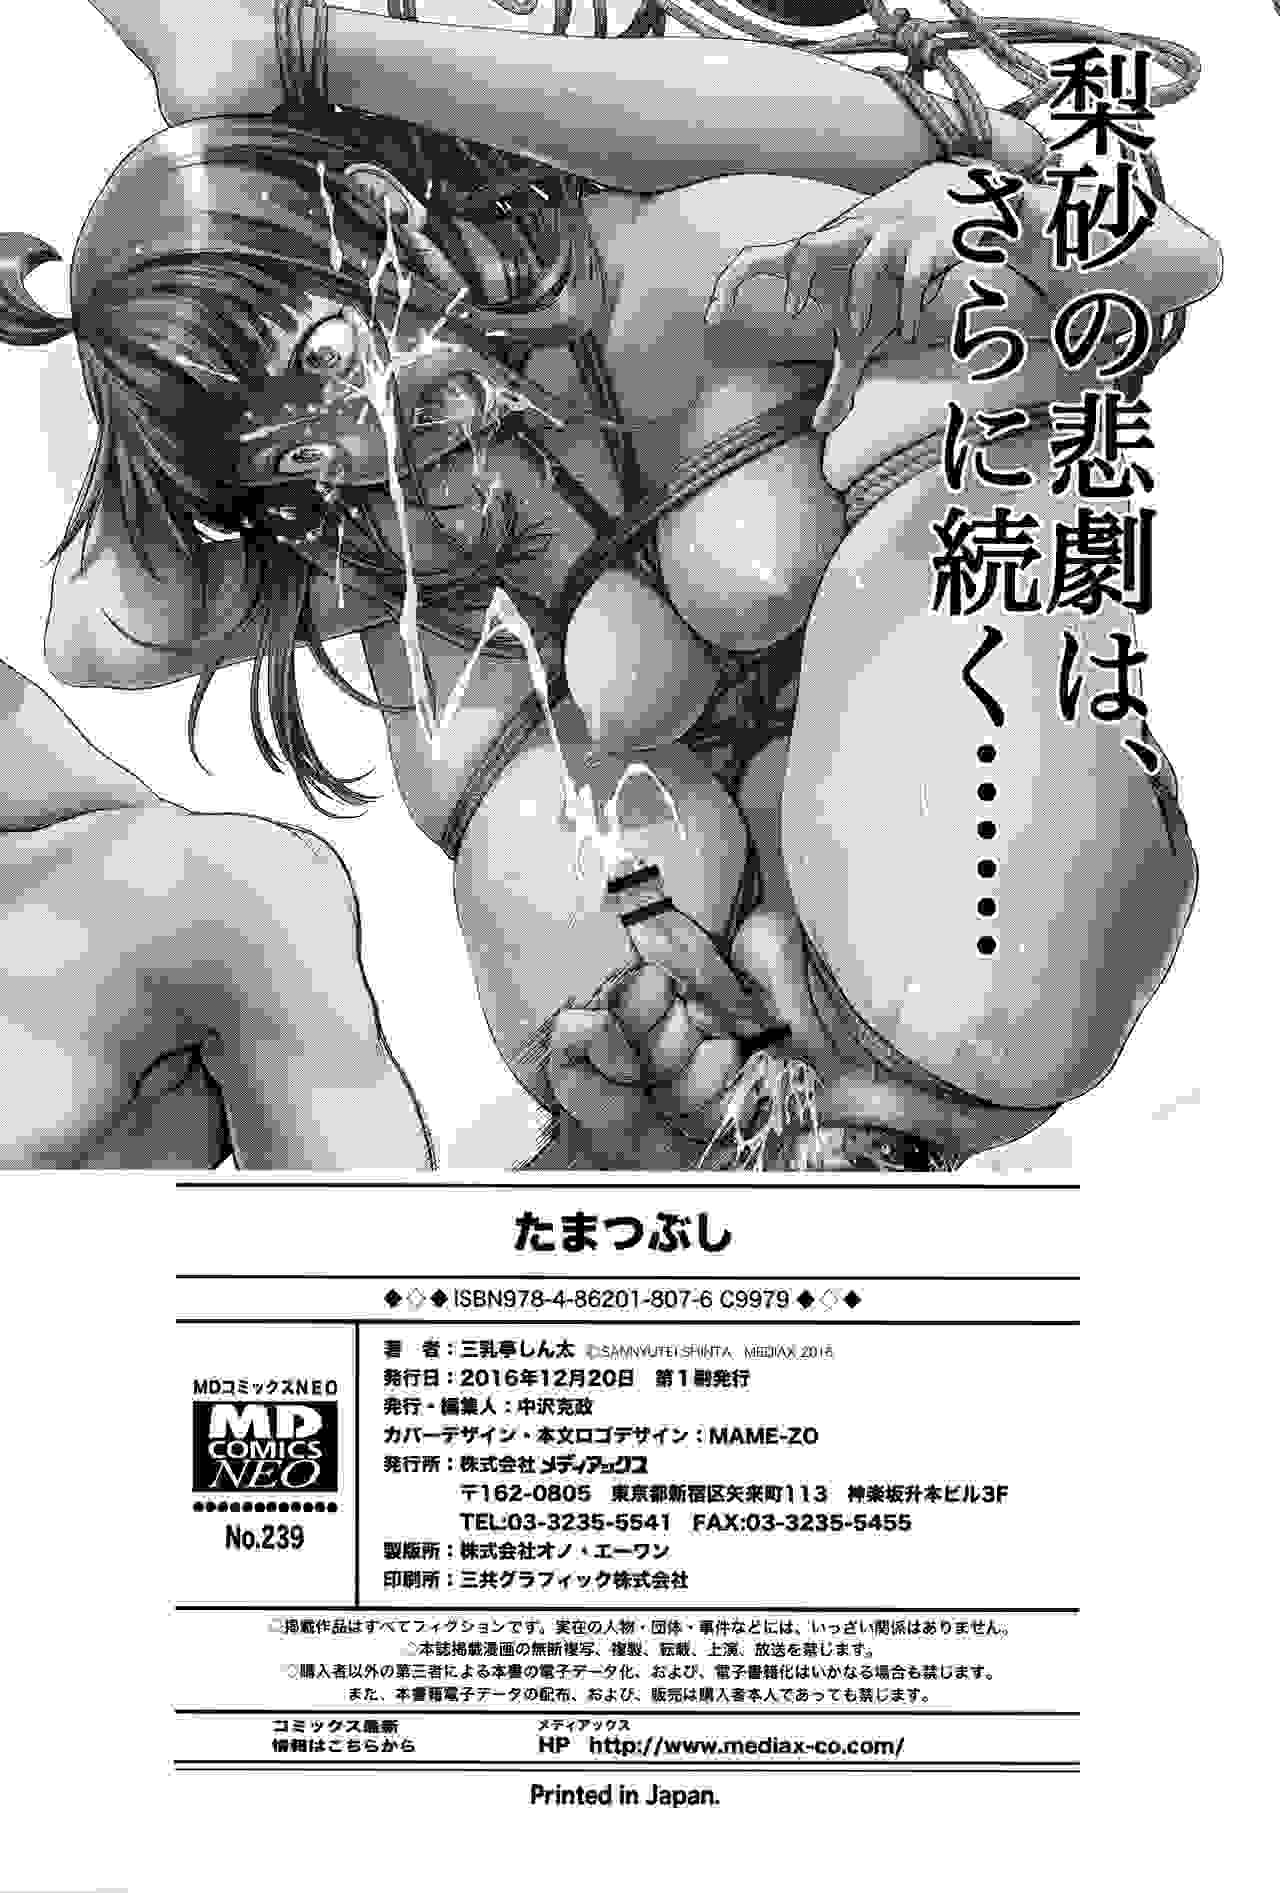 梨砂の悲劇は、
さらに続く・・・・・・
たまつぶし
◆◇◆ISBN978-4-86201-807-6 C9979◆◇◆
MDコミックスNEO
MD
COMICS
NEO
No.239
著　者：三乳亭しん太　©SANNYUTEI SHINTA　MEDIAX 2016
発行日：2016年12月20日　第1刷発行
発行・編集人：中沢克政
カバーデザイン・本文ロゴデザイン：MAME-ZO
発行所：株式会社メディアックス
〒162-0805　東京都新宿区矢来町113　神楽坂升本ビル3F
TEL:03-3235-5541　FAX:03-3235-5455
製版所：株式会社オノ・エーワン
印刷所：三共グラフィック株式会社
◇掲載作品はすべてフィクションです。実在の人物・団体・事件などには、いっさい関係はありません。
◇本誌掲載漫画の無断複写、複製、転載、上演、放送を禁じます。
◇購入者以外の第三者による本書の電子データ化、および、電子書籍化はいかなる場合も禁じます。
また、本書籍電子データの配布、および、販売は購入者本人であっても禁じます。
コミックス最新
情報はこちらから
メディアックス
HP　http://www.mediax-co.com/
Printed in Japan.